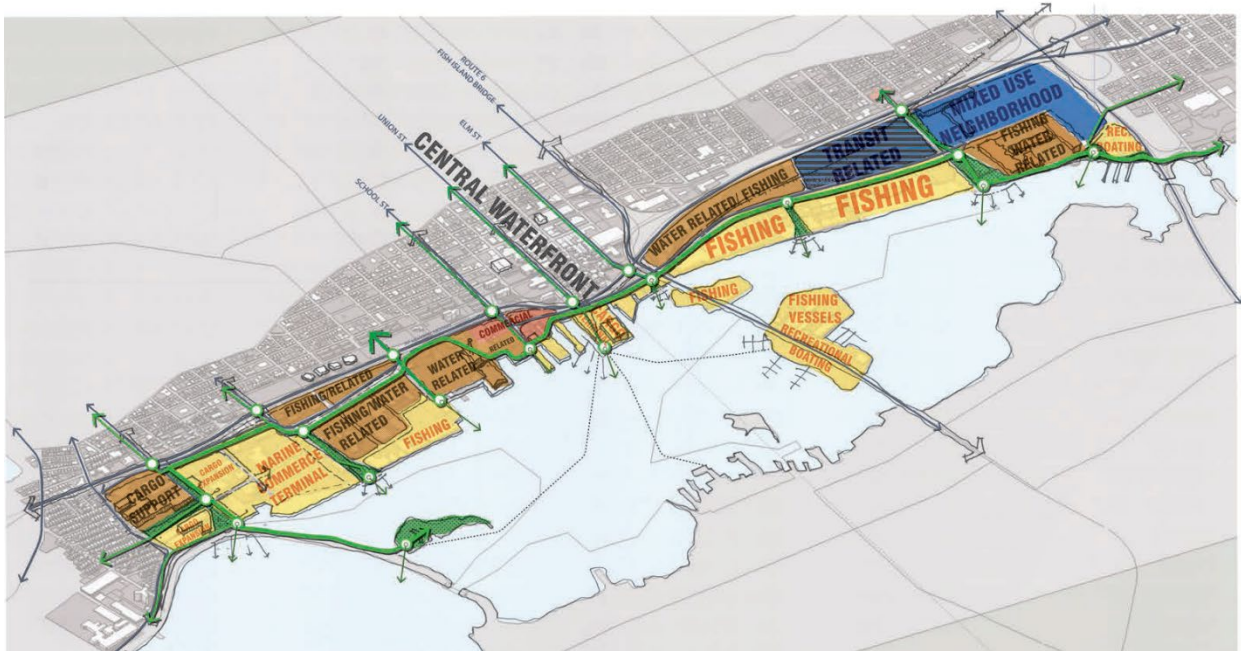 ROUTE 6
FISH ISLAND BRIDGE
ELM ST.
UNION ST.
SCHOOL ST.
CENTRAL WATERFRONT
MIXED USE
NEIGHBORHOOD
TRANSIT
RELATED
FISHING
WATER
RELATED
BOATING
WATER RELATED/ FISHING
FISHING
FISHING
FISHING
FISHING
VESSELS
RECREATIONAL
BOATING
COMMERCIAL
RELATED
WATER
RELATED
FISHING/RELATED
FISHING/WATER
RELATED
FISHING
MARINE
COMMERCE
TERMINAL
CARGO
EXPANSION
CARGO
SUPPORT
EXPANSION